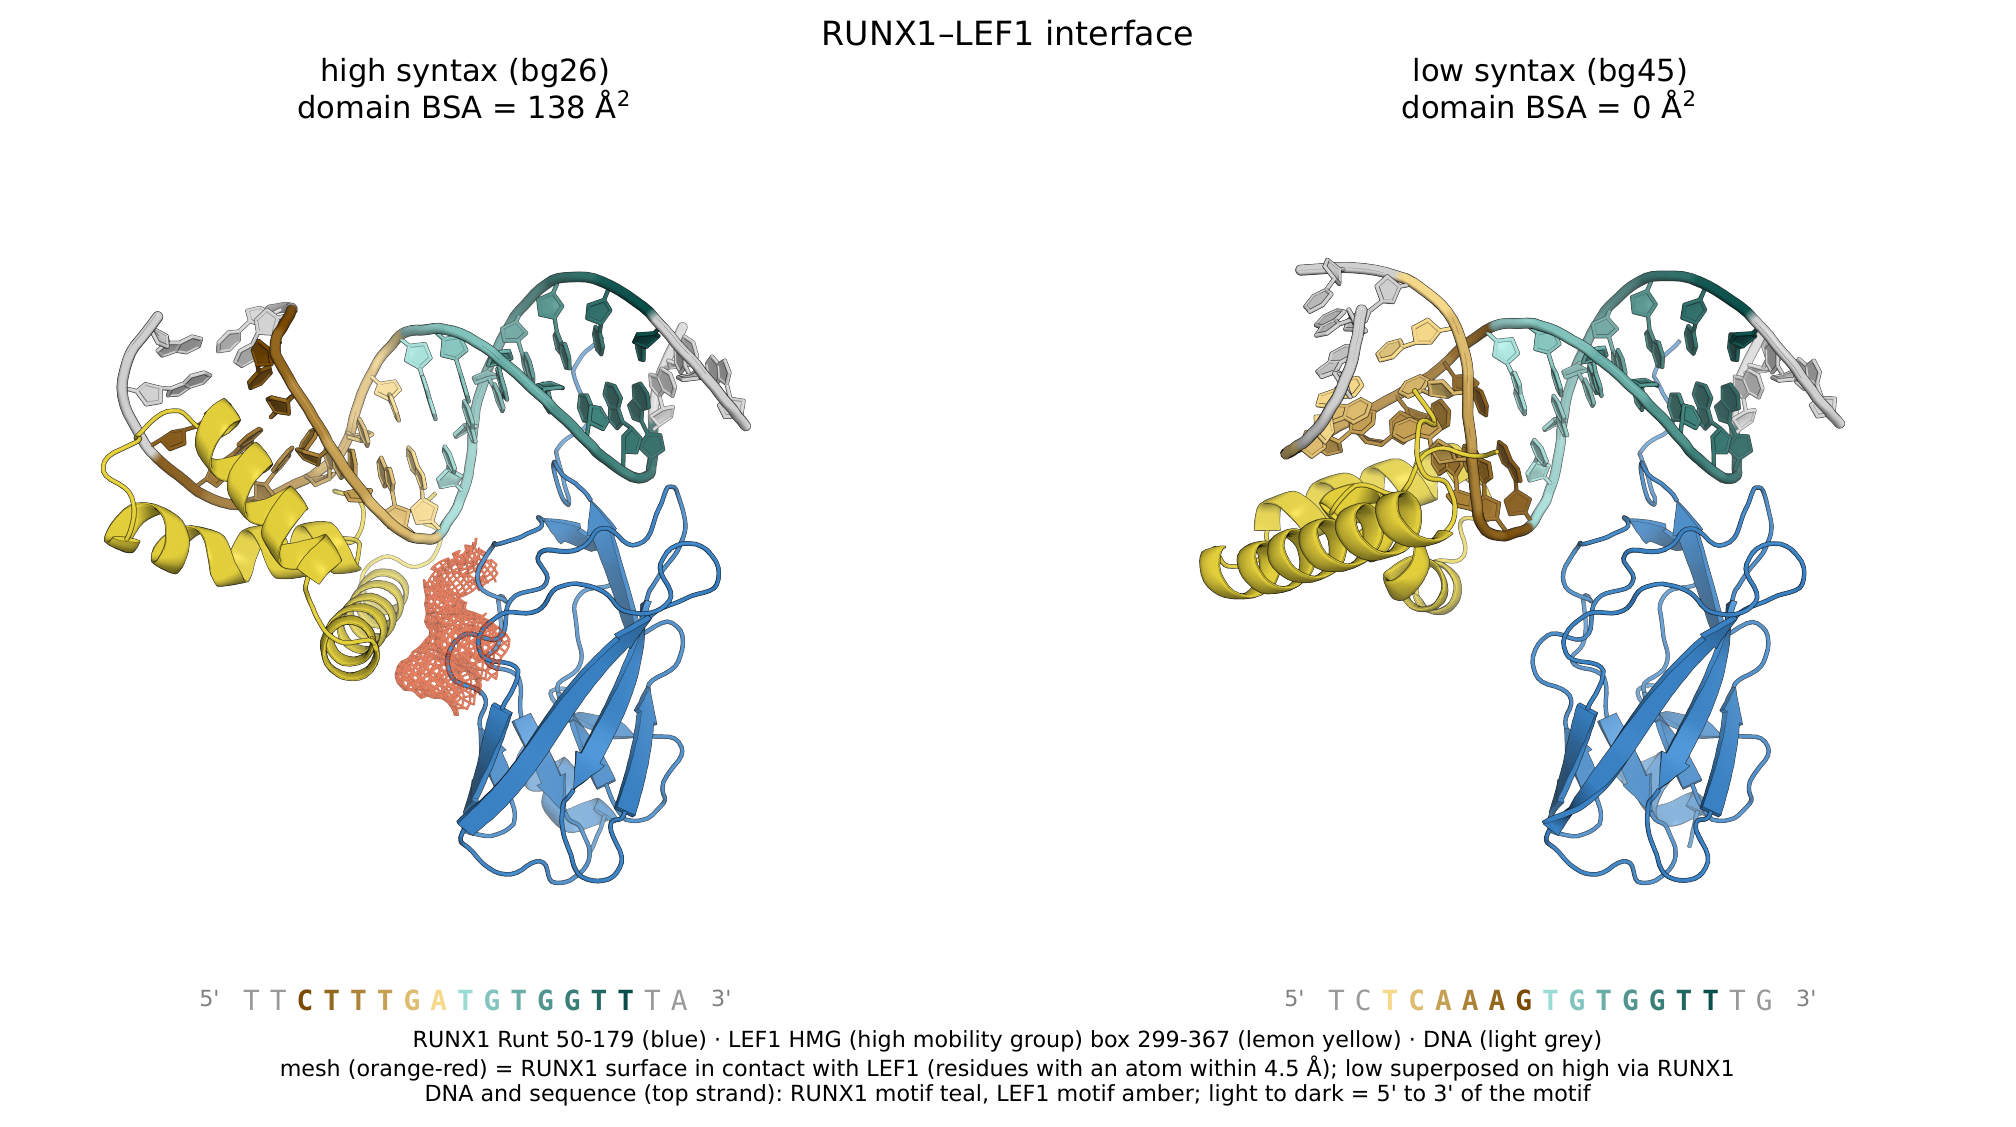 RUNX1–LEF1 interface
high syntax (bg26)
domain BSA = 138 Å²
low syntax (bg45)
domain BSA = 0 Å²
5' T T C T T T G A T G T G G T T T A 3'
5' T C T C A A A G T G T G G T T T G 3'
RUNX1 Runt 50-179 (blue) · LEF1 HMG (high mobility group) box 299-367 (lemon yellow) · DNA (light grey)
mesh (orange-red) = RUNX1 surface in contact with LEF1 (residues with an atom within 4.5 Å); low superposed on high via RUNX1
DNA and sequence (top strand): RUNX1 motif teal, LEF1 motif amber; light to dark = 5' to 3' of the motif